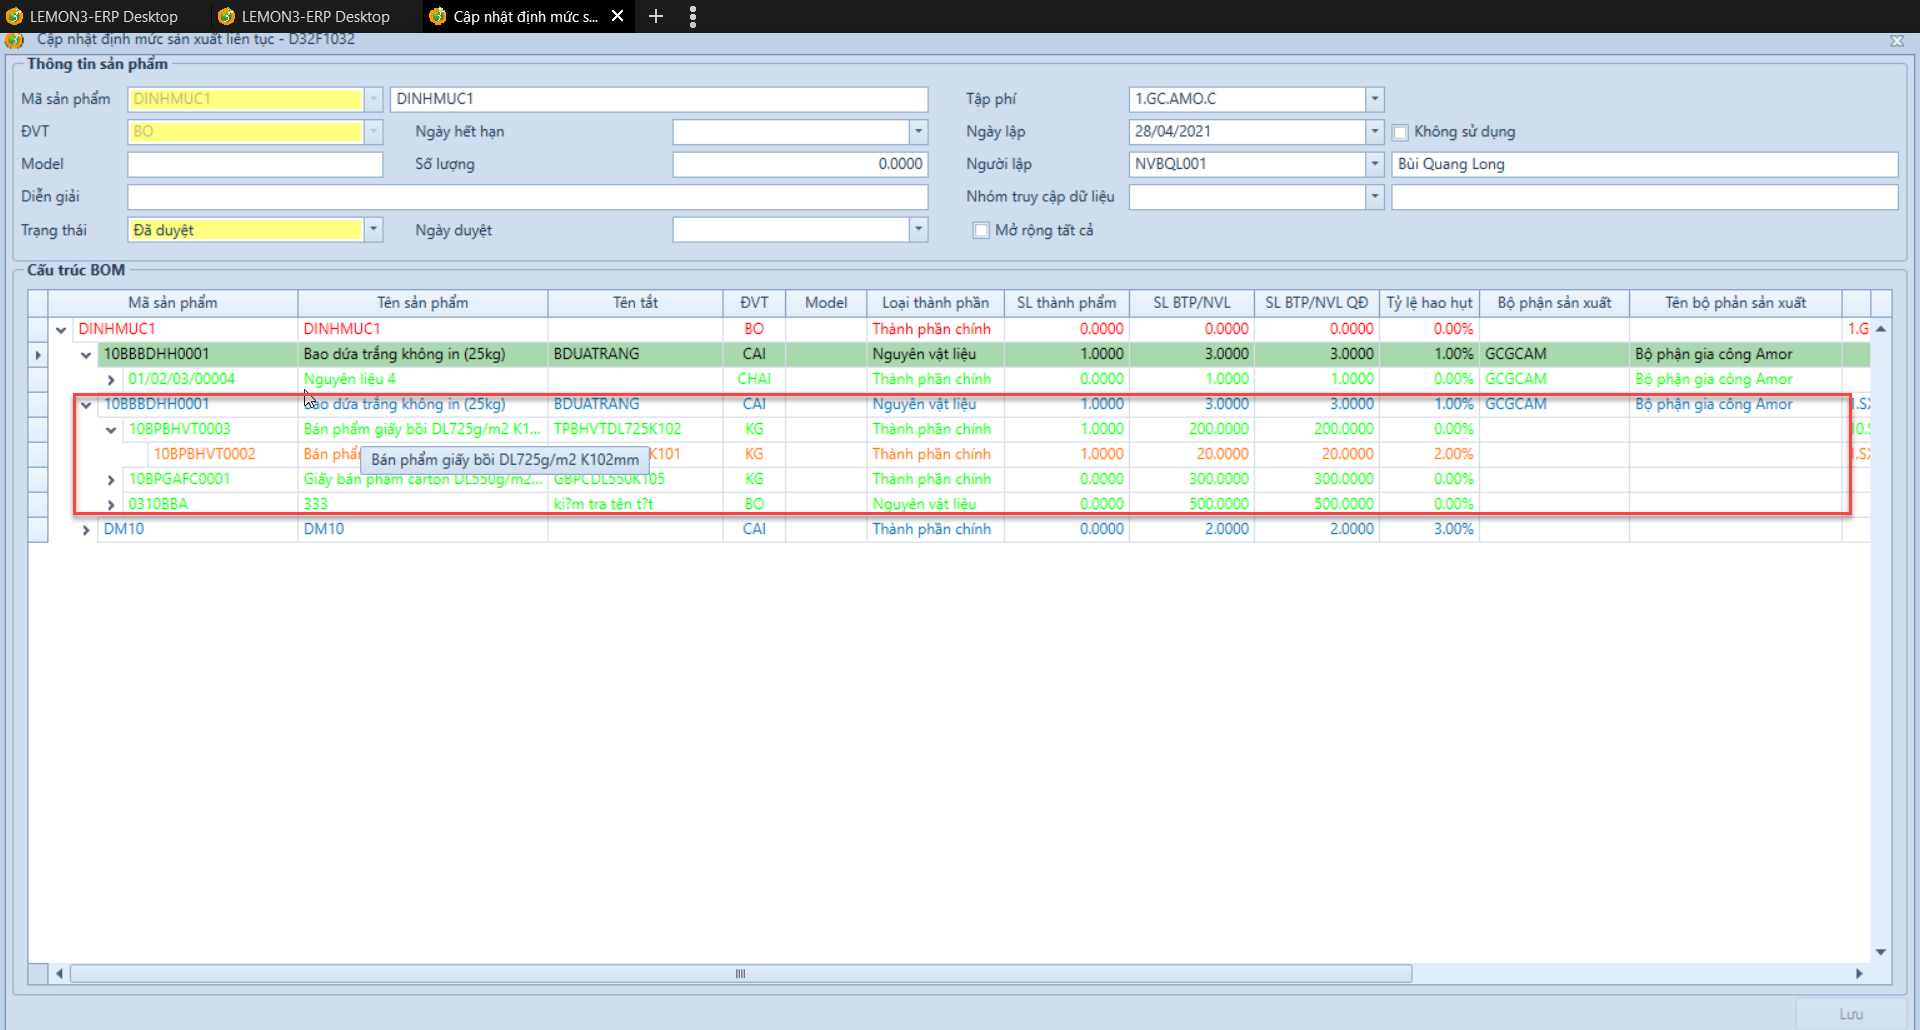 LEMON3-ERP Desktop LEMON3-ERP Desktop Cập nhật định mức s...
Cập nhật định mức sản xuất liên tục - D32F1032
Thông tin sản phẩm
Mã sản phẩm DINHMUC1 DINHMUC1 Tập phí 1.GC.AMO.C
ĐVT BO Ngày hết hạn Ngày lập 28/04/2021 Không sử dụng
Model Số lượng 0.0000 Người lập NVBQL001 Bùi Quang Long
Diễn giải Nhóm truy cập dữ liệu
Trạng thái Đã duyệt Ngày duyệt Mở rộng tất cả
Cấu trúc BOM
Mã sản phẩm Tên sản phẩm Tên tắt ĐVT Model Loại thành phần SL thành phẩm SL BTP/NVL SL BTP/NVL QĐ Tỷ lệ hao hụt Bộ phận sản xuất Tên bộ phân sản xuất
DINHMUC1 DINHMUC1 BO Thành phần chính 0.0000 0.0000 0.0000 0.00% 1.G
10BBBDHH0001 Bao dứa trắng không in (25kg) BDUATRANG CAI Nguyên vật liệu 1.0000 3.0000 3.0000 1.00% GCGCAM Bộ phận gia công Amor
01/02/03/00004 Nguyên liệu 4 CHAI Thành phần chính 0.0000 1.0000 1.0000 0.00% GCGCAM Bộ phận gia công Amor
10BBBDHH0001 Bao dứa trắng không in (25kg) BDUATRANG CAI Nguyên vật liệu 1.0000 3.0000 3.0000 1.00% GCGCAM Bộ phận gia công Amor
10BPBHVT0003 Bán phẩm giấy bồi DL725g/m2 K1... TPBHVTDL725K102 KG Thành phần chính 1.0000 200.0000 200.0000 0.00%
10BPBHVT0002 Bán K101 KG Thành phần chính 1.0000 20.0000 20.0000 2.00%
Bán phẩm giấy bồi DL725g/m2 K102mm
10BPGAFC0001 Giấy bán phẩm carton DL550g/m2... GBPCDL550K105 KG Thành phần chính 0.0000 300.0000 300.0000 0.00%
0310BBA 333 ki?m tra tên t?t BO Nguyên vật liệu 0.0000 500.0000 500.0000 0.00%
DM10 DM10 CAI Thành phần chính 0.0000 2.0000 2.0000 3.00%
Lưu